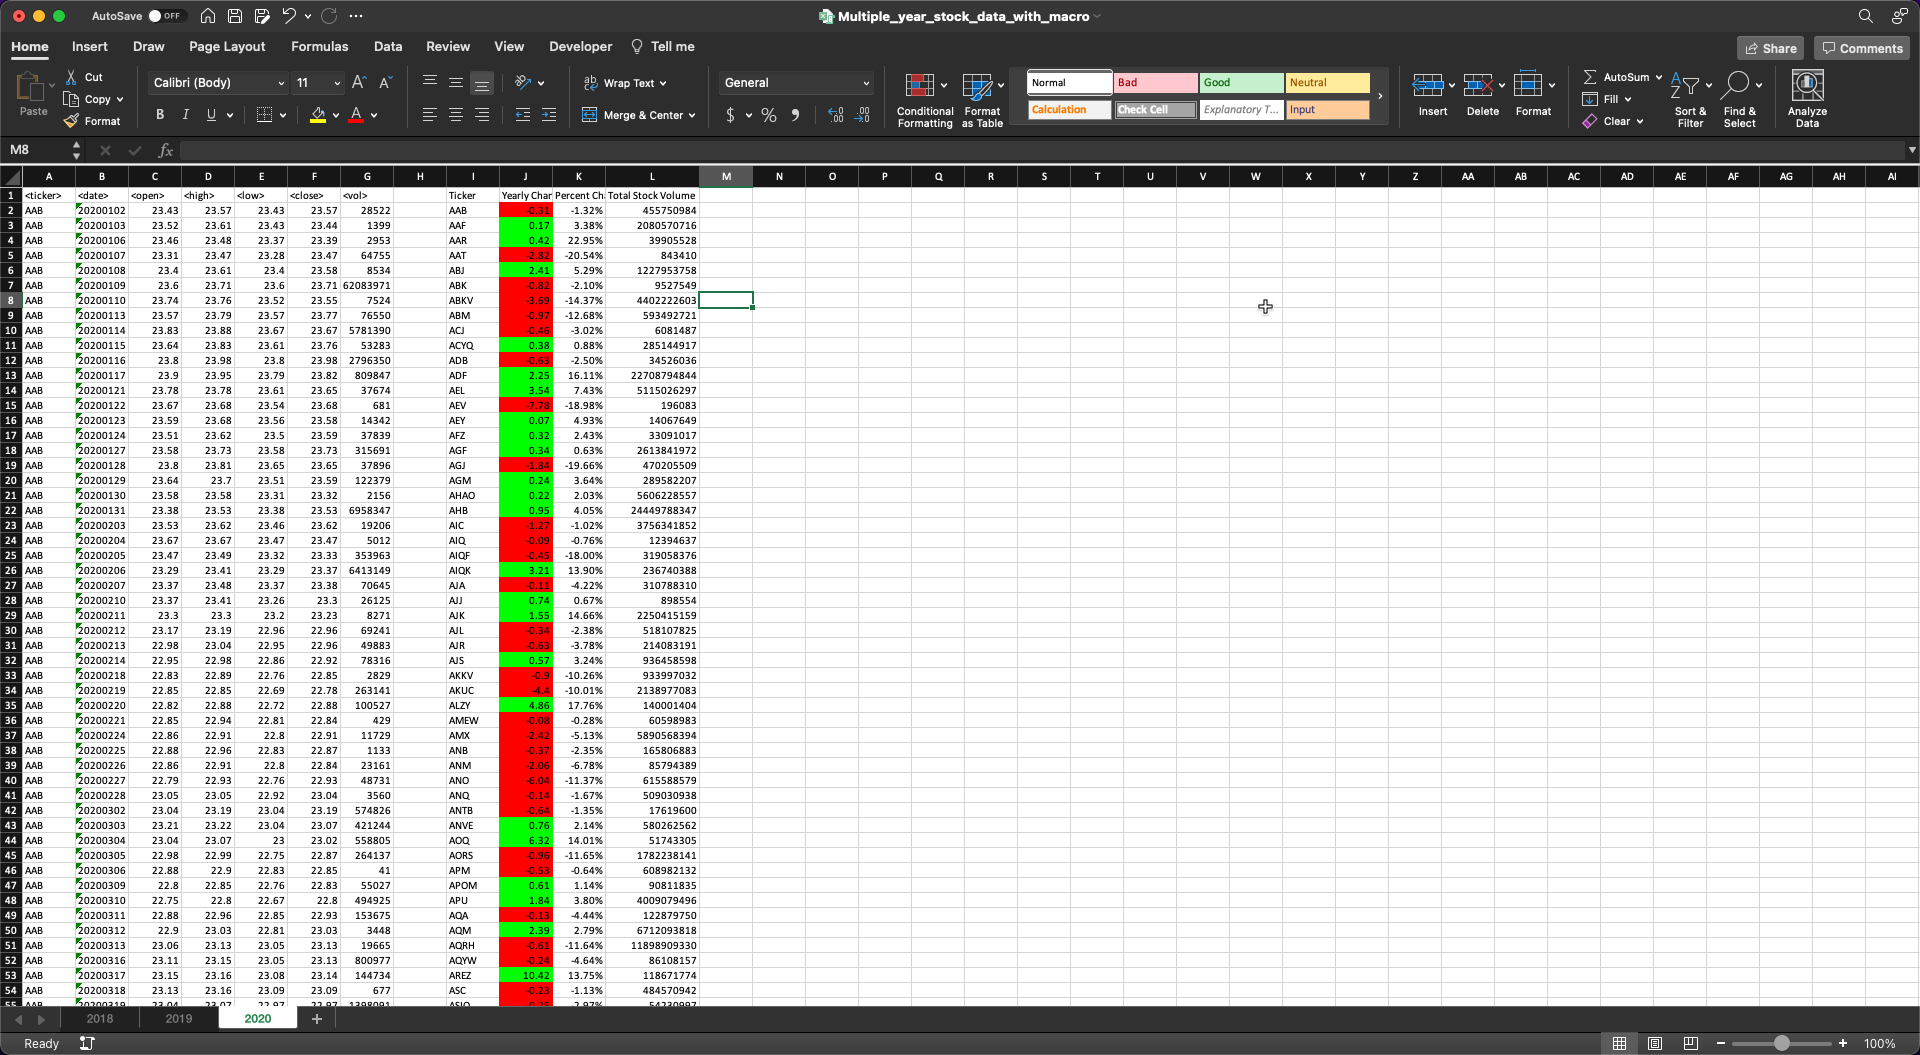 AutoSave OFF Multiple_year_stock_data_with_macro
Home Insert Draw Page Layout Formulas Data Review View Developer Tell me Share Comments
Paste Cut Copy Format
Calibri (Body) 11 A A B I U A
ab Wrap Text Merge & Center
General $ %
Conditional Formatting Format as Table
Normal Bad Good Neutral
Calculation Check Cell Explanatory T... Input
Insert Delete Format
AutoSum Fill Clear
Sort & Filter Find & Select Analyze Data
M8 fx
A B C D E F G H I J K L M N O P Q R S T U V W X Y Z AA AB AC AD AE AF AG AH AI
1 <ticker> <date> <open> <high> <low> <close> <vol> Ticker Yearly Char Percent Ch Total Stock Volume
2 AAB 20200102 23.43 23.57 23.43 23.57 28522 AAB -0.31 -1.32% 455750984
3 AAB 20200103 23.52 23.61 23.43 23.44 1399 AAF 0.17 3.38% 2080570716
4 AAB 20200106 23.46 23.48 23.37 23.39 2953 AAR 0.42 22.95% 39905528
5 AAB 20200107 23.31 23.47 23.28 23.47 64755 AAT -2.82 -20.54% 843410
6 AAB 20200108 23.4 23.61 23.4 23.58 8534 ABJ 2.41 5.29% 1227953758
7 AAB 20200109 23.6 23.71 23.6 23.71 62083971 ABK -0.82 -2.10% 9527549
8 AAB 20200110 23.74 23.76 23.52 23.55 7524 ABKV -3.69 -14.37% 4402222603
9 AAB 20200113 23.57 23.79 23.57 23.77 76550 ABM -0.97 -12.68% 593492721
10 AAB 20200114 23.83 23.88 23.67 23.67 5781390 ACJ -0.46 -3.02% 6081487
11 AAB 20200115 23.64 23.83 23.61 23.76 53283 ACYQ 0.38 0.88% 285144917
12 AAB 20200116 23.8 23.98 23.8 23.98 2796350 ADB -0.63 -2.50% 34526036
13 AAB 20200117 23.9 23.95 23.79 23.82 809847 ADF 2.25 16.11% 22708794844
14 AAB 20200121 23.78 23.78 23.61 23.65 37674 AEL 3.54 7.43% 5115026297
15 AAB 20200122 23.67 23.68 23.54 23.68 681 AEV -7.78 -18.98% 196083
16 AAB 20200123 23.59 23.68 23.56 23.58 14342 AEY 0.07 4.93% 14067649
17 AAB 20200124 23.51 23.62 23.5 23.59 37839 AFZ 0.32 2.43% 33091017
18 AAB 20200127 23.58 23.73 23.58 23.73 315691 AGF 0.34 0.63% 2613841972
19 AAB 20200128 23.8 23.81 23.65 23.65 37896 AGJ -1.84 -19.66% 470205509
20 AAB 20200129 23.64 23.7 23.51 23.59 122379 AGM 0.24 3.64% 289582207
21 AAB 20200130 23.58 23.58 23.31 23.32 2156 AHAO 0.22 2.03% 5606228557
22 AAB 20200131 23.38 23.53 23.38 23.53 6958347 AHB 0.95 4.05% 24449788347
23 AAB 20200203 23.53 23.62 23.46 23.62 19206 AIC -1.27 -1.02% 3756341852
24 AAB 20200204 23.67 23.67 23.47 23.47 5012 AIQ -0.09 -0.76% 12394637
25 AAB 20200205 23.47 23.49 23.32 23.33 353963 AIQF -0.45 -18.00% 319058376
26 AAB 20200206 23.29 23.41 23.29 23.37 6413149 AIQK 3.21 13.90% 236740388
27 AAB 20200207 23.37 23.48 23.37 23.38 70645 AJA -0.11 -4.22% 310788310
28 AAB 20200210 23.37 23.41 23.26 23.3 26125 AJJ 0.74 0.67% 898554
29 AAB 20200211 23.3 23.3 23.2 23.23 8271 AJK 1.55 14.66% 2250415159
30 AAB 20200212 23.17 23.19 22.96 22.96 69241 AJL -0.34 -2.38% 518107825
31 AAB 20200213 22.98 23.04 22.95 22.96 49883 AJR -0.63 -3.78% 214083191
32 AAB 20200214 22.95 22.98 22.86 22.92 78316 AJS 0.57 3.24% 936458598
33 AAB 20200218 22.83 22.89 22.76 22.85 2829 AKKV -0.9 -10.26% 933997032
34 AAB 20200219 22.85 22.85 22.69 22.78 263141 AKUC -4.4 -10.01% 2138977083
35 AAB 20200220 22.82 22.88 22.72 22.88 100527 ALZY 4.86 17.76% 140001404
36 AAB 20200221 22.85 22.94 22.81 22.84 429 AMEW -0.08 -0.28% 60598983
37 AAB 20200224 22.86 22.91 22.8 22.91 11729 AMX -2.42 -5.13% 5890568394
38 AAB 20200225 22.88 22.96 22.83 22.87 1133 ANB -0.37 -2.35% 165806883
39 AAB 20200226 22.86 22.91 22.8 22.84 23161 ANM -2.06 -6.78% 85794389
40 AAB 20200227 22.79 22.93 22.76 22.93 48731 ANO -6.04 -11.37% 615588579
41 AAB 20200228 23.05 23.05 22.92 23.04 3560 ANQ -0.14 -1.67% 509030938
42 AAB 20200302 23.04 23.19 23.04 23.19 574826 ANTB -0.64 -1.35% 17619600
43 AAB 20200303 23.21 23.22 23.04 23.07 421244 ANVE 0.76 2.14% 580262562
44 AAB 20200304 23.04 23.07 23 23.02 558805 AOQ 6.32 14.01% 51743305
45 AAB 20200305 22.98 22.99 22.75 22.87 264137 AORS -0.96 -11.65% 1782238141
46 AAB 20200306 22.88 22.9 22.83 22.85 41 APM -0.53 -0.64% 608982132
47 AAB 20200309 22.8 22.85 22.76 22.83 55027 APOM 0.61 1.14% 90811835
48 AAB 20200310 22.75 22.8 22.67 22.8 494925 APU 1.84 3.80% 4009079496
49 AAB 20200311 22.88 22.96 22.85 22.93 153675 AQA -0.13 -4.44% 122879750
50 AAB 20200312 22.9 23.03 22.81 23.03 3448 AQM 2.39 2.79% 6712093818
51 AAB 20200313 23.06 23.13 23.05 23.13 19665 AQRH -0.61 -11.64% 11898909330
52 AAB 20200316 23.11 23.15 23.05 23.13 800977 AQYW -0.24 -4.64% 86108157
53 AAB 20200317 23.15 23.16 23.08 23.14 144734 AREZ 10.42 13.75% 118671774
54 AAB 20200318 23.13 23.16 23.09 23.09 677 ASC -0.23 -1.13% 484570942
55 AAB 20200319 23.04 23.07 22.97 22.97 1398091 ASIO -0.25 -2.97% 54230997
2018 2019 2020
Ready 100%